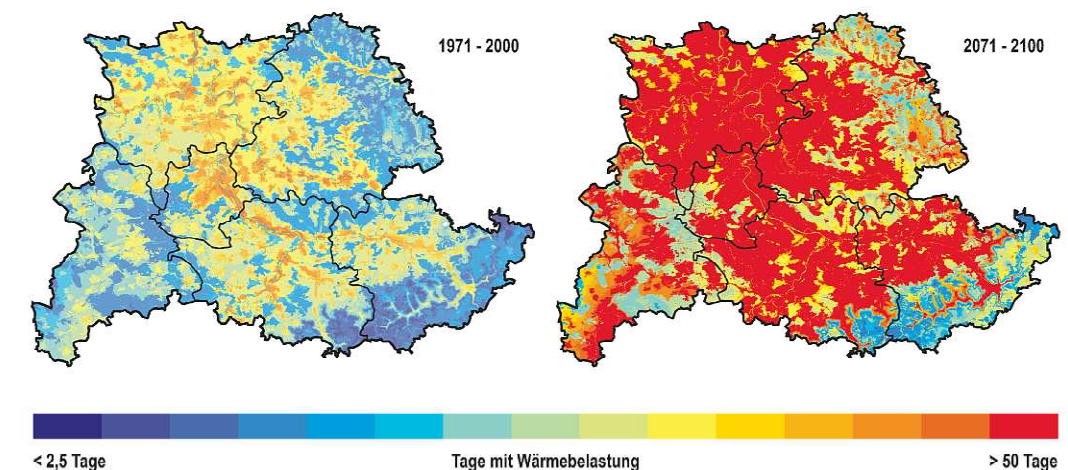 1971 - 2000
2071 - 2100
< 2,5 Tage
Tage mit Wärmebelastung
> 50 Tage